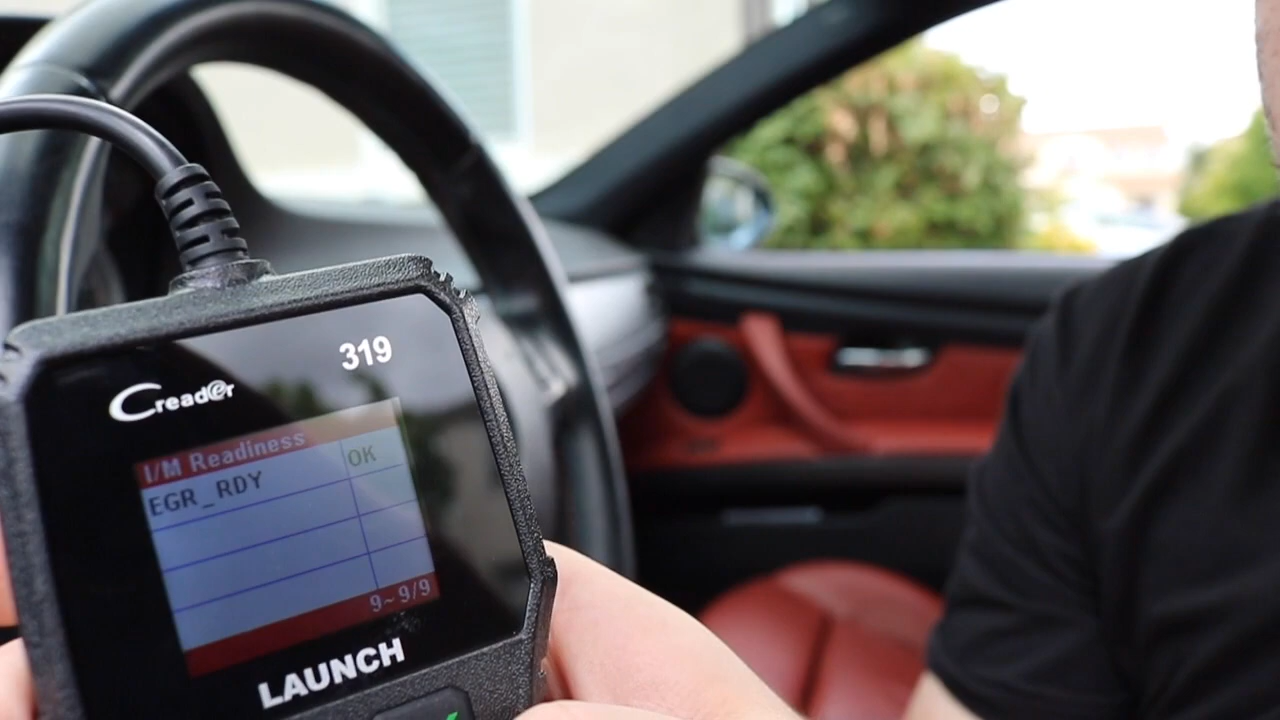 319
Creader
I/M Readiness
EGR_RDY OK
9~9/9
LAUNCH